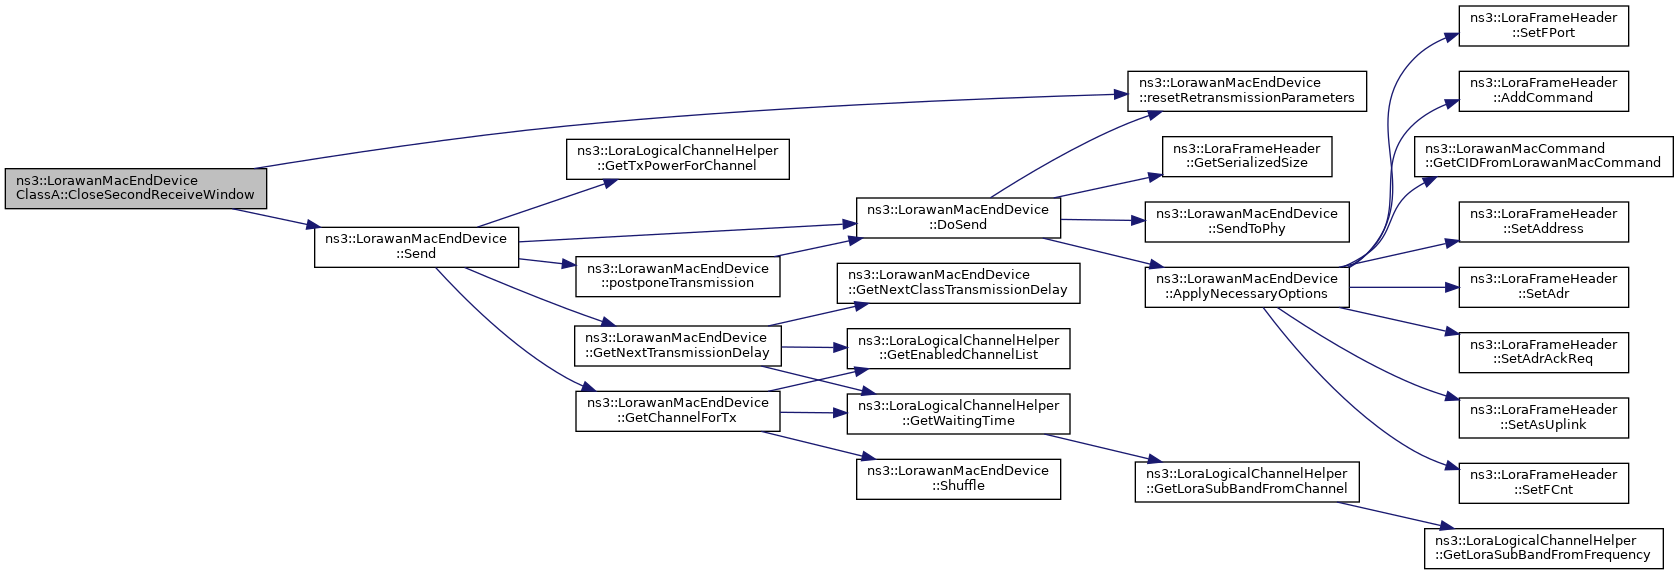 ns3::LorawanMacEndDevice
ClassA::CloseSecondReceiveWindow
ns3::LorawanMacEndDevice
::Send
ns3::LoraLogicalChannelHelper
::GetTxPowerForChannel
ns3::LorawanMacEndDevice
::postponeTransmission
ns3::LorawanMacEndDevice
::GetNextTransmissionDelay
ns3::LorawanMacEndDevice
::GetChannelForTx
ns3::LorawanMacEndDevice
::DoSend
ns3::LorawanMacEndDevice
::GetNextClassTransmissionDelay
ns3::LoraLogicalChannelHelper
::GetEnabledChannelList
ns3::LoraLogicalChannelHelper
::GetWaitingTime
ns3::LorawanMacEndDevice
::Shuffle
ns3::LorawanMacEndDevice
::resetRetransmissionParameters
ns3::LoraFrameHeader
::GetSerializedSize
ns3::LorawanMacEndDevice
::SendToPhy
ns3::LorawanMacEndDevice
::ApplyNecessaryOptions
ns3::LoraLogicalChannelHelper
::GetLoraSubBandFromChannel
ns3::LoraFrameHeader
::SetFPort
ns3::LoraFrameHeader
::AddCommand
ns3::LorawanMacCommand
::GetCIDFromLorawanMacCommand
ns3::LoraFrameHeader
::SetAddress
ns3::LoraFrameHeader
::SetAdr
ns3::LoraFrameHeader
::SetAdrAckReq
ns3::LoraFrameHeader
::SetAsUplink
ns3::LoraFrameHeader
::SetFCnt
ns3::LoraLogicalChannelHelper
::GetLoraSubBandFromFrequency